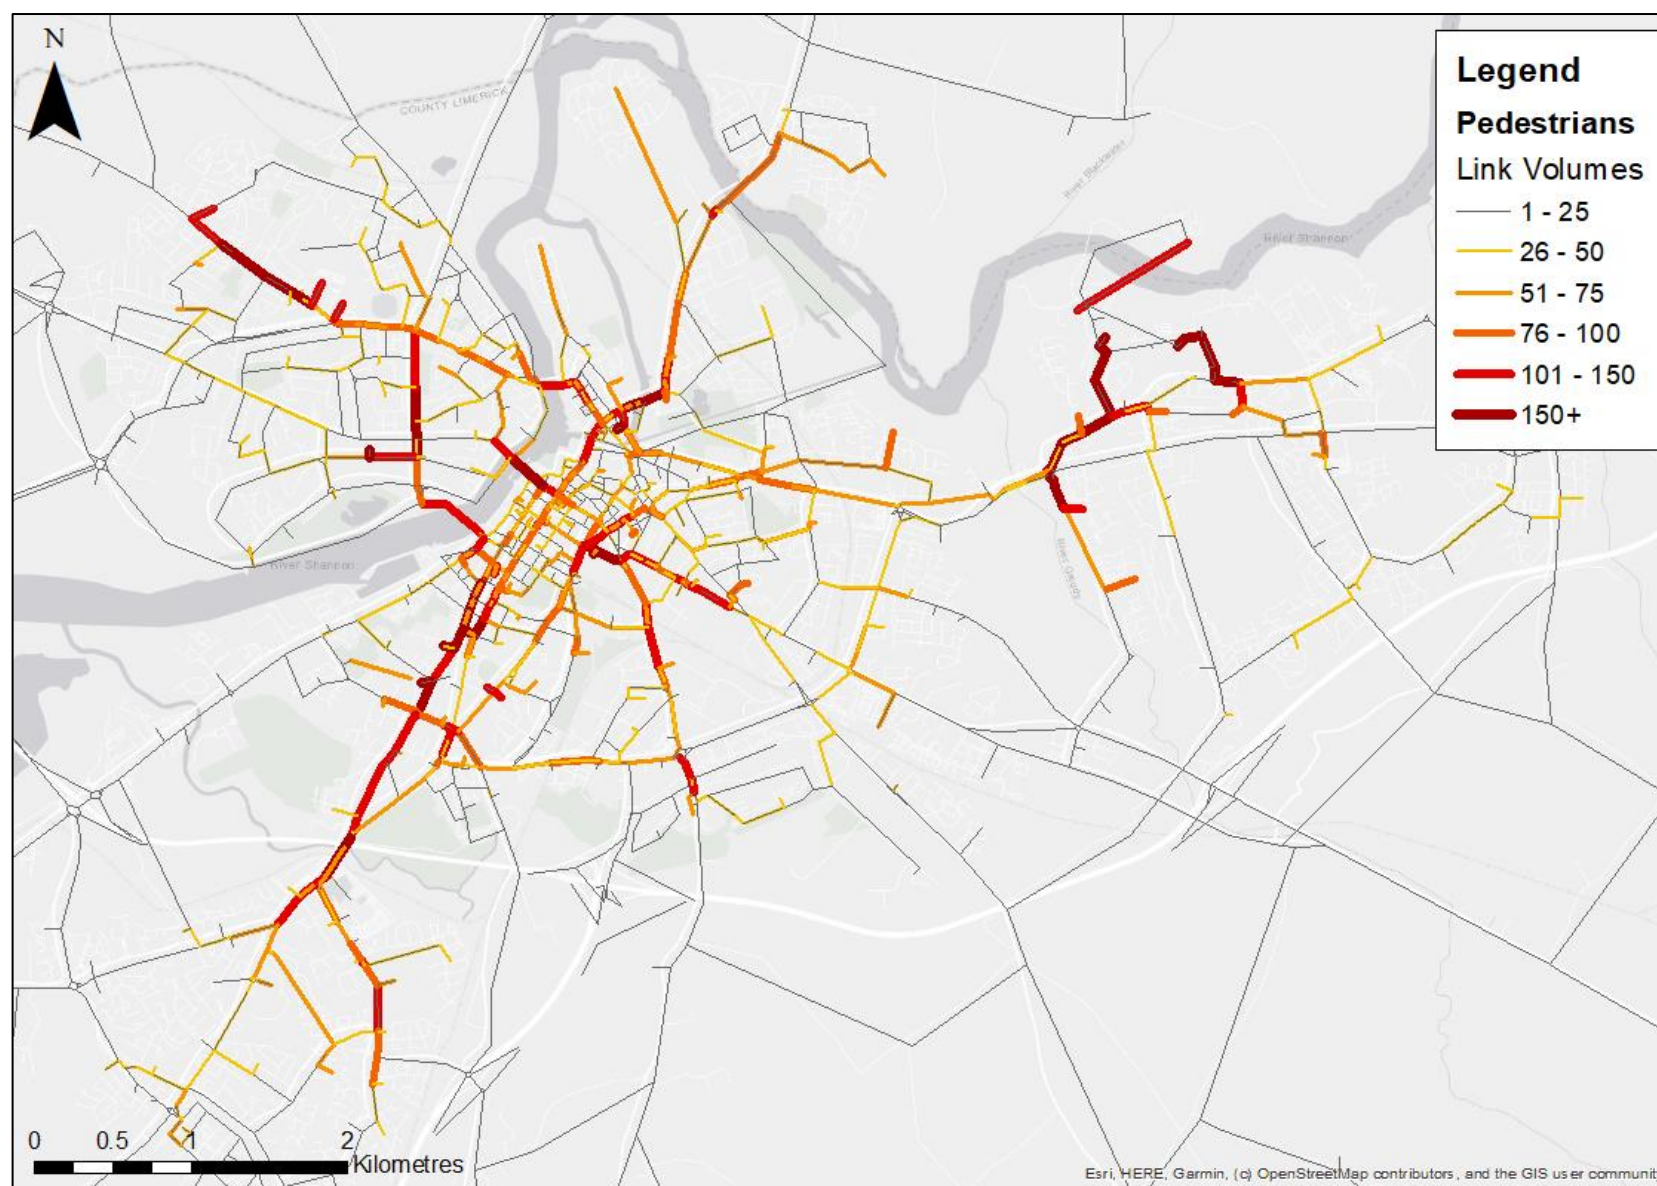 N
COUNTY LIMERICK
River Blackwater
River Shannon
River Shannon
River Groody
Legend
Pedestrians
Link Volumes
1 - 25
26 - 50
51 - 75
76 - 100
101 - 150
150+
0 0.5 1 2
Kilometres
Esri, HERE, Garmin, (c) OpenStreetMap contributors, and the GIS user communit